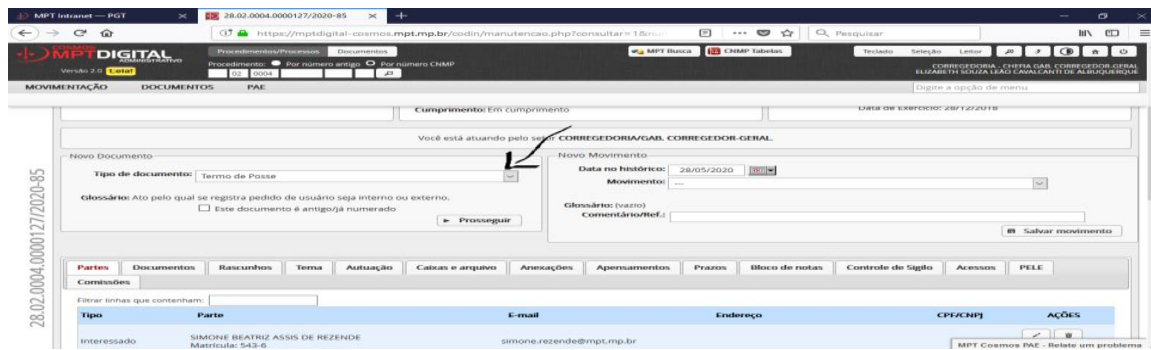 MPT Intranet — PGT
28.02.0004.0000127/2020-85
https://mptdigital-cosmos.mpt.mp.br/codin/manutencao.php?consultar=1&nu
Pesquisar
COSMOS
MPTDIGITAL
ADMINISTRATIVO
Versão 2.0
Procedimentos/Processos Documentos
Procedimento: Por número antigo Por número CNMP
02 0004
MPT Busca CNMP Tabelas
Teclado Seleção Leitor
CORREGEDORIA - CHEFIA GAB. CORREGEDOR-GERAL
ELIZABETH SOUZA LEÃO CAVALCANTI DE ALBUQUERQUE
MOVIMENTAÇÃO DOCUMENTOS PAE
Digite a opção de menu
Cumprimento: Em cumprimento
Data de Exercício: 28/12/2018
Você está atuando pelo setor CORREGEDORIA/GAB. CORREGEDOR-GERAL.
Novo Documento
Tipo de documento: Termo de Posse
Glossário: Ato pelo qual se registra pedido de usuário seja interno ou externo.
Este documento é antigo/já numerado
Prosseguir
Novo Movimento
Data no histórico: 28/05/2020
Movimento: ---
Glossário: (vazio)
Comentário/Ref.:
Salvar movimento
28.02.0004.0000127/2020-85
Partes Documentos Rascunhos Tema Autuação Caixas e arquivo Anexações Apensamentos Prazos Bloco de notas Controle de Sigilo Acessos PELE
Comissões
Filtrar linhas que contenham:
Tipo Parte E-mail Endereço CPF/CNPJ AÇÕES
Interessado SIMONE BEATRIZ ASSIS DE REZENDE simone.rezende@mpt.mp.br
Matrícula: 543-6
MPT Cosmos PAE - Relate um problema